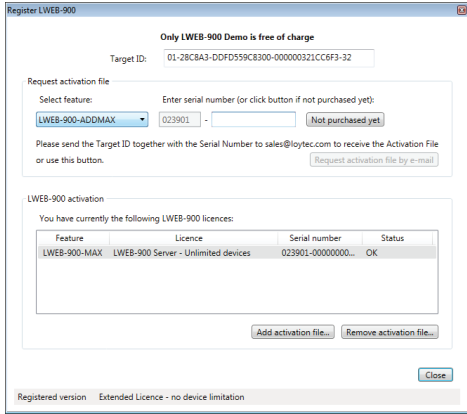 Register LWEB-900
Only LWEB-900 Demo is free of charge
Target ID: 01-28C8A3-DDFD559C8300-000000321CC6F3-32
Request activation file
Select feature: Enter serial number (or click button if not purchased yet):
LWEB-900-ADDMAX 023901 - Not purchased yet
Please send the Target ID together with the Serial Number to sales@loytec.com to receive the Activation File
or use this button. Request activation file by e-mail
LWEB-900 activation
You have currently the following LWEB-900 licences:
Feature Licence Serial number Status
LWEB-900-MAX LWEB-900 Server - Unlimited devices 023901-00000000... OK
Add activation file... Remove activation file...
Close
Registered version Extended Licence - no device limitation